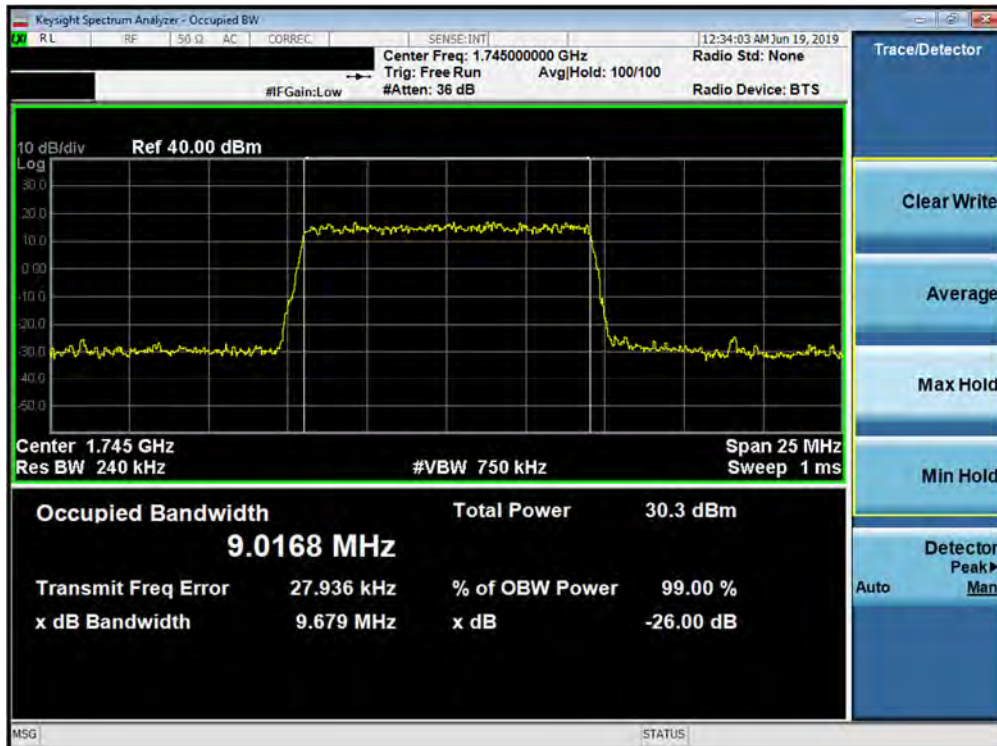 Keysight Spectrum Analyzer - Occupied BW
LXI RL RF 50 Ω AC CORREC SENSE:INT 12:34:03 AM Jun 19, 2019
Center Freq: 1.745000000 GHz Radio Std: None
Trig: Free Run Avg|Hold: 100/100
#IFGain:Low #Atten: 36 dB Radio Device: BTS
Trace/Detector
10 dB/div Ref 40.00 dBm
Log
30.0
20.0
10.0
0.00
-10.0
-20.0
-30.0
-40.0
-50.0
Center 1.745 GHz Span 25 MHz
Res BW 240 kHz #VBW 750 kHz Sweep 1 ms
Occupied Bandwidth Total Power 30.3 dBm
9.0168 MHz
Transmit Freq Error 27.936 kHz % of OBW Power 99.00 %
x dB Bandwidth 9.679 MHz x dB -26.00 dB
Clear Write
Average
Max Hold
Min Hold
Detector
Peak▶
Auto Man
MSG STATUS